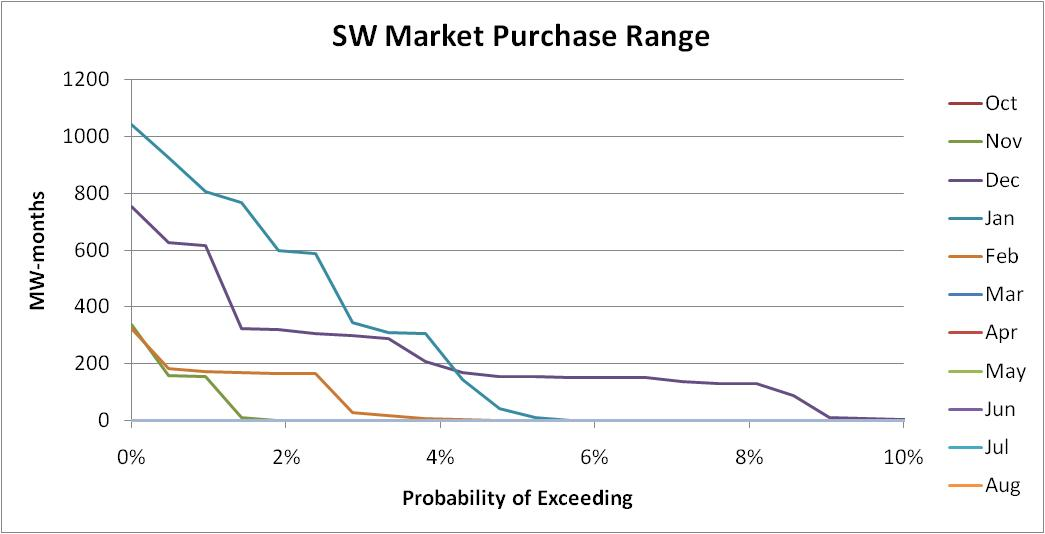 SW Market Purchase Range
MW-months
1200
1000
800
600
400
200
0
0% 2% 4% 6% 8% 10%
Probability of Exceeding
Oct
Nov
Dec
Jan
Feb
Mar
Apr
May
Jun
Jul
Aug